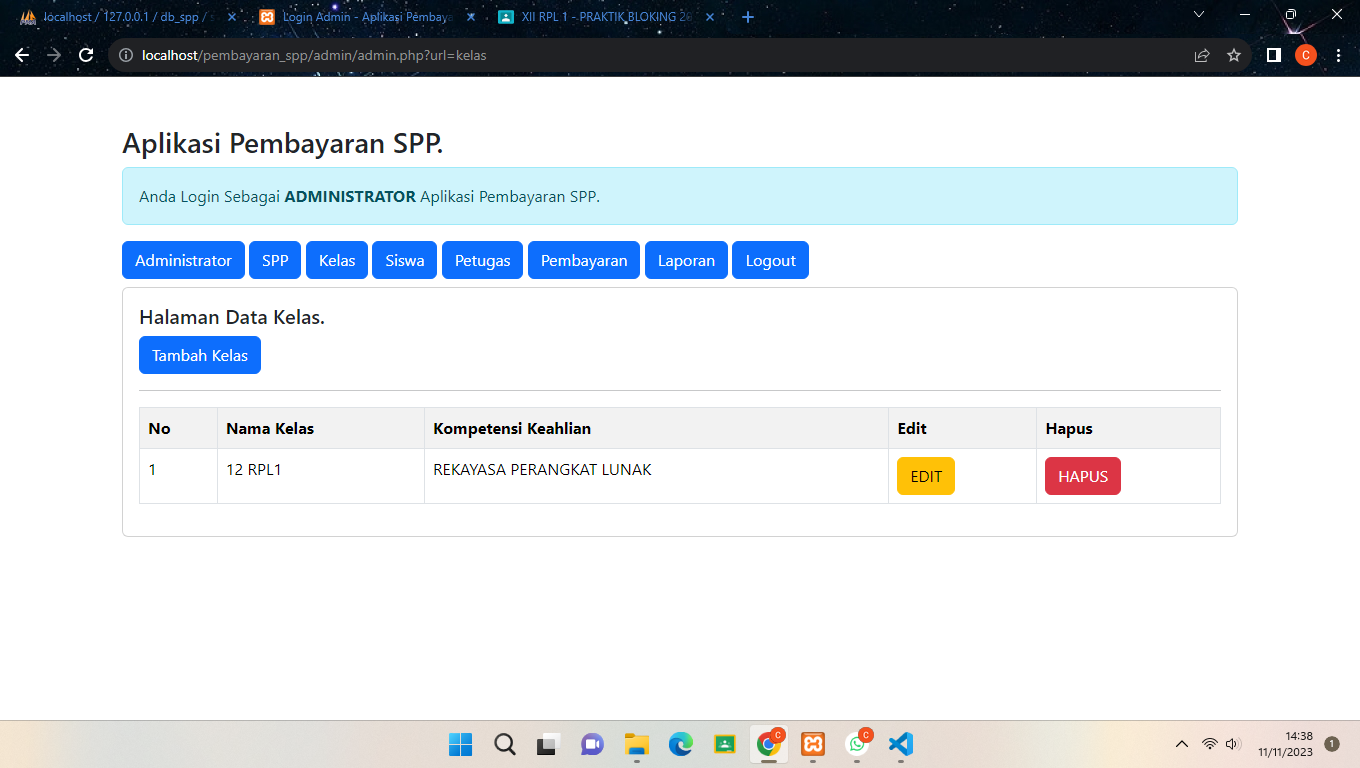 localhost / 127.0.0.1 / db_spp / s
Login Admin - Aplikasi Pembaya
XII RPL 1 - PRAKTIK BLOKING 28
localhost/pembayaran_spp/admin/admin.php?url=kelas
C
Aplikasi Pembayaran SPP.
Anda Login Sebagai ADMINISTRATOR Aplikasi Pembayaran SPP.
Administrator SPP Kelas Siswa Petugas Pembayaran Laporan Logout
Halaman Data Kelas.
Tambah Kelas
No Nama Kelas Kompetensi Keahlian Edit Hapus
1 12 RPL1 REKAYASA PERANGKAT LUNAK EDIT HAPUS
C
C
14:38
11/11/2023
1